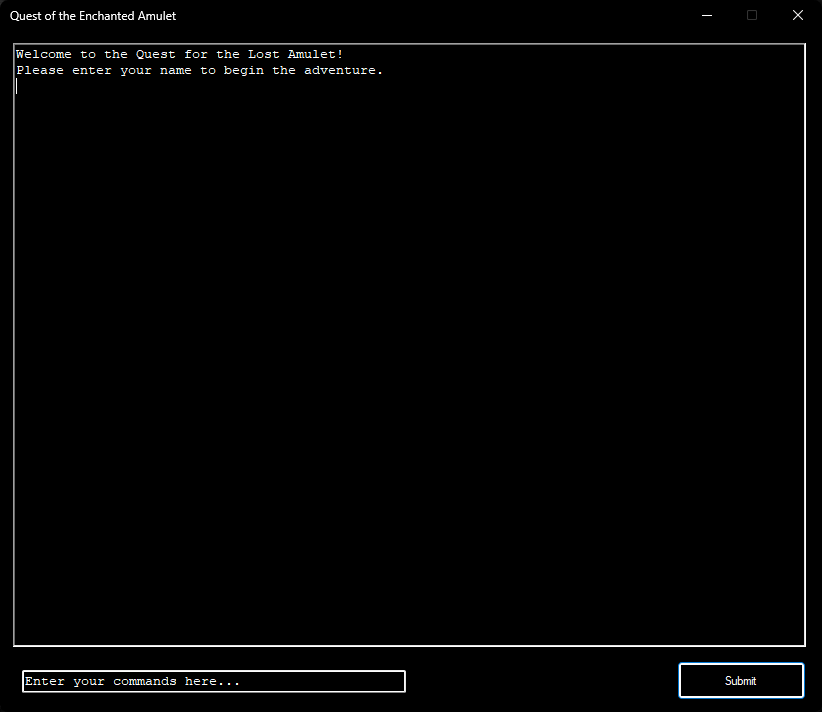 Quest of the Enchanted Amulet
Welcome to the Quest for the Lost Amulet!
Please enter your name to begin the adventure.
Enter your commands here...
Submit